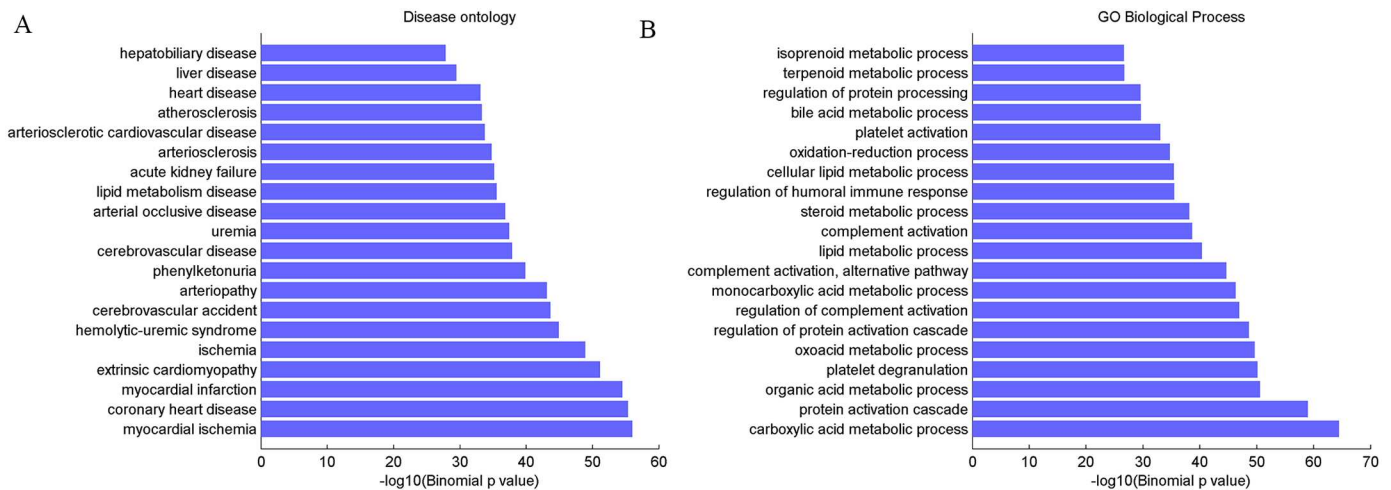 A
Disease ontology
hepatobiliary disease
liver disease
heart disease
atherosclerosis
arteriosclerotic cardiovascular disease
arteriosclerosis
acute kidney failure
lipid metabolism disease
arterial occlusive disease
uremia
cerebrovascular disease
phenylketonuria
arteriopathy
cerebrovascular accident
hemolytic-uremic syndrome
ischemia
extrinsic cardiomyopathy
myocardial infarction
coronary heart disease
myocardial ischemia
0 10 20 30 40 50 60
-log10(Binomial p value)
B
GO Biological Process
isoprenoid metabolic process
terpenoid metabolic process
regulation of protein processing
bile acid metabolic process
platelet activation
oxidation-reduction process
cellular lipid metabolic process
regulation of humoral immune response
steroid metabolic process
complement activation
lipid metabolic process
complement activation, alternative pathway
monocarboxylic acid metabolic process
regulation of complement activation
regulation of protein activation cascade
oxoacid metabolic process
platelet degranulation
organic acid metabolic process
protein activation cascade
carboxylic acid metabolic process
0 10 20 30 40 50 60 70
-log10(Binomial p value)